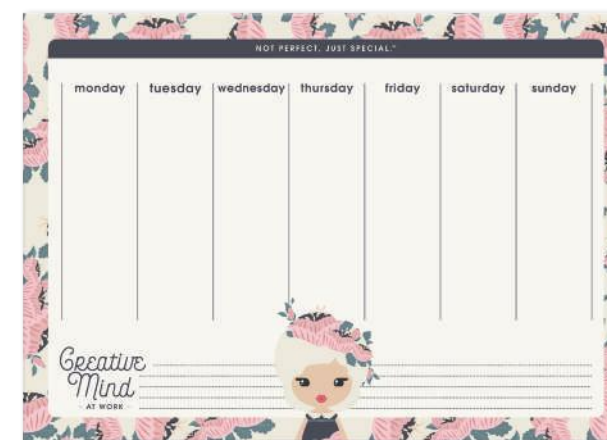 NOT PERFECT. JUST SPECIAL."
monday tuesday wednesday thursday friday saturday sunday
Creative
Mind
- AT WORK -